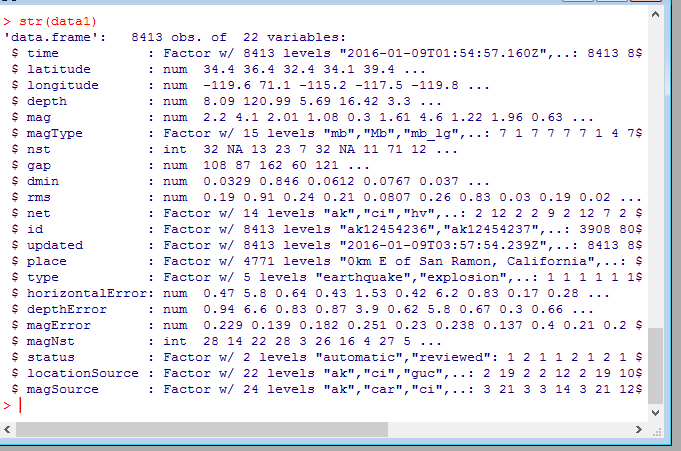 > str(data1)
'data.frame':   8413 obs. of  22 variables:
 $ time           : Factor w/ 8413 levels "2016-01-09T01:54:57.160Z",..: 8413 8$
 $ latitude       : num  34.4 36.4 32.4 34.1 39.4 ...
 $ longitude      : num  -119.6 71.1 -115.2 -117.5 -119.8 ...
 $ depth          : num  8.09 120.99 5.69 16.42 3.3 ...
 $ mag            : num  2.2 4.1 2.01 1.08 0.3 1.61 4.6 1.22 1.96 0.63 ...
 $ magType        : Factor w/ 15 levels "mb","Mb","mb_lg",..: 7 1 7 7 7 7 1 4 7$
 $ nst            : int  32 NA 13 23 7 32 NA 11 71 12 ...
 $ gap            : num  108 87 162 60 121 ...
 $ dmin           : num  0.0329 0.846 0.0612 0.0767 0.037 ...
 $ rms            : num  0.19 0.91 0.24 0.21 0.0807 0.26 0.83 0.03 0.19 0.02 ...
 $ net            : Factor w/ 14 levels "ak","ci","hv",..: 2 12 2 2 9 2 12 7 2 $
 $ id             : Factor w/ 8413 levels "ak12454236","ak12454237",..: 3908 80$
 $ updated        : Factor w/ 8413 levels "2016-01-09T03:57:54.239Z",..: 8413 8$
 $ place          : Factor w/ 4771 levels "0km E of San Ramon, California",..: $
 $ type           : Factor w/ 5 levels "earthquake","explosion",..: 1 1 1 1 1 1$
 $ horizontalError: num  0.47 5.8 0.64 0.43 1.53 0.42 6.2 0.83 0.17 0.28 ...
 $ depthError     : num  0.94 6.6 0.83 0.87 3.9 0.62 5.8 0.67 0.3 0.66 ...
 $ magError       : num  0.229 0.139 0.182 0.251 0.23 0.238 0.137 0.4 0.21 0.2 $
 $ magNst         : int  28 14 22 28 3 26 16 4 27 5 ...
 $ status         : Factor w/ 2 levels "automatic","reviewed": 1 2 1 1 2 1 2 1 $
 $ locationSource : Factor w/ 22 levels "ak","ci","guc",..: 2 19 2 2 12 2 19 10$
 $ magSource      : Factor w/ 24 levels "ak","car","ci",..: 3 21 3 3 14 3 21 12$
>